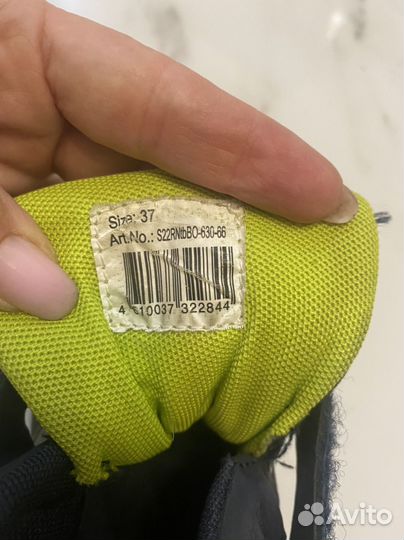 Size: 37
Art.No.: S22RNtbBO-630-66
4 610037 322844
Avito